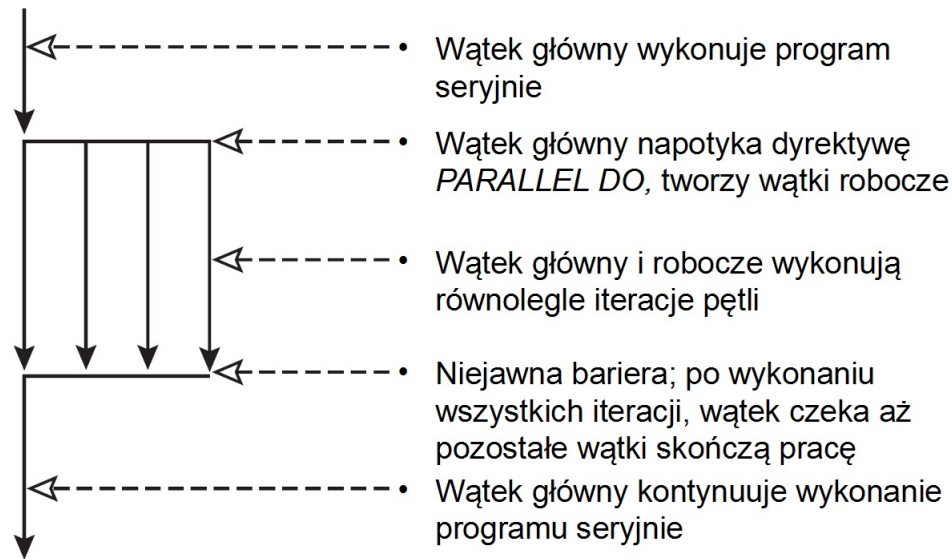 • Wątek główny wykonuje program
seryjnie
• Wątek główny napotyka dyrektywę
PARALLEL DO, tworzy wątki robocze
• Wątek główny i robocze wykonują
równolegle iteracje pętli
• Niejawna bariera; po wykonaniu
wszystkich iteracji, wątek czeka aż
pozostałe wątki skończą pracę
• Wątek główny kontynuuje wykonanie
programu seryjnie